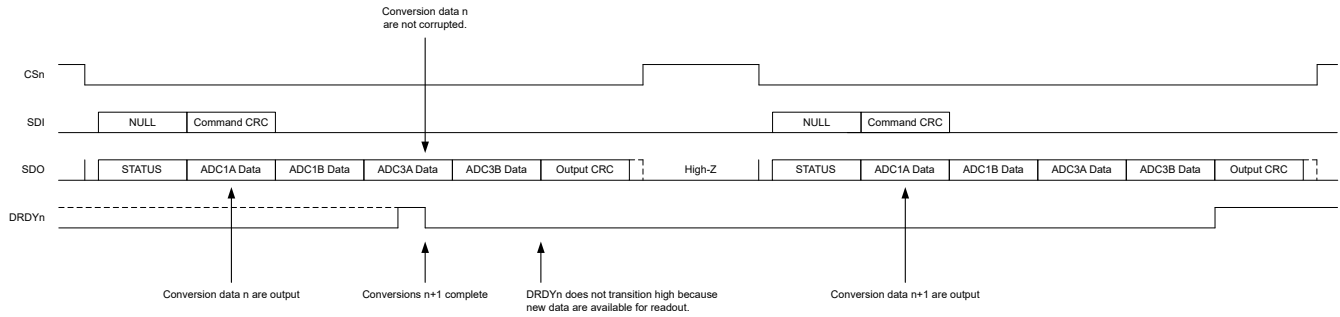 Conversion data n
are not corrupted.
CSn
SDI
NULL
Command CRC
NULL
Command CRC
SDO
STATUS
ADC1A Data
ADC1B Data
ADC3A Data
ADC3B Data
Output CRC
High-Z
STATUS
ADC1A Data
ADC1B Data
ADC3A Data
ADC3B Data
Output CRC
DRDYn
Conversion data n are output
Conversions n+1 complete
DRDYn does not transition high because
new data are available for readout.
Conversion data n+1 are output